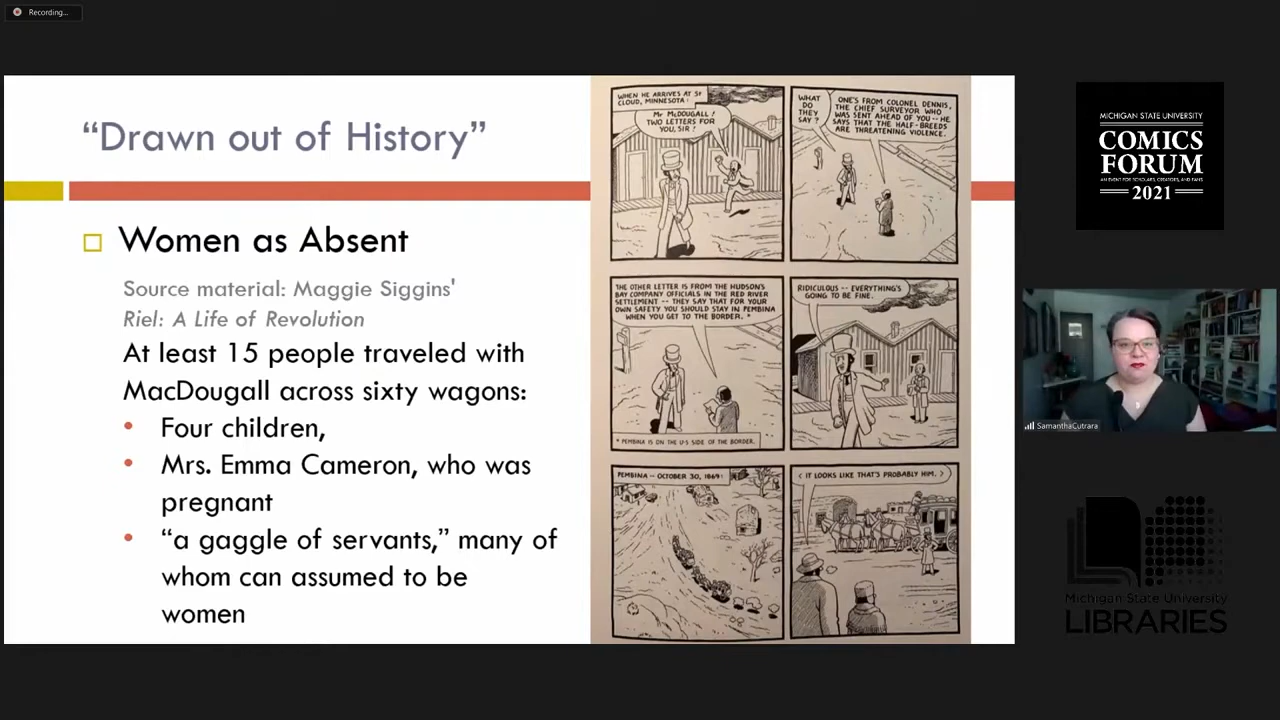 Recording...
“Drawn out of History”
Women as Absent
Source material: Maggie Siggins'
Riel: A Life of Revolution
At least 15 people traveled with
MacDougall across sixty wagons:
• Four children,
• Mrs. Emma Cameron, who was
pregnant
• “a gaggle of servants,” many of
whom can assumed to be
women
WHEN HE ARRIVES AT ST
CLOUD, MINNESOTA:
MR McDOUGALL!
TWO LETTERS FOR
YOU, SIR!
WHAT
DO
THEY
SAY?
ONE'S FROM COLONEL DENNIS,
THE CHIEF SURVEYOR WHO
WAS SENT AHEAD OF YOU -- HE
SAYS THAT THE HALF-BREEDS
ARE THREATENING VIOLENCE.
THE OTHER LETTER IS FROM THE HUDSON'S
BAY COMPANY OFFICIALS IN THE RED RIVER
SETTLEMENT -- THEY SAY THAT FOR YOUR
OWN SAFETY YOU SHOULD STAY IN PEMBINA
WHEN YOU GET TO THE BORDER. *
* PEMBINA IS ON THE U-S SIDE OF THE BORDER.
RIDICULOUS -- EVERYTHING'S
GOING TO BE FINE.
PEMBINA -- OCTOBER 30, 1869:
< IT LOOKS LIKE THAT'S PROBABLY HIM. >
MICHIGAN STATE UNIVERSITY
COMICS
FORUM
AN EVENT FOR SCHOLARS, CREATORS, AND FANS
2021
SamanthaCutrara
Michigan State University
LIBRARIES